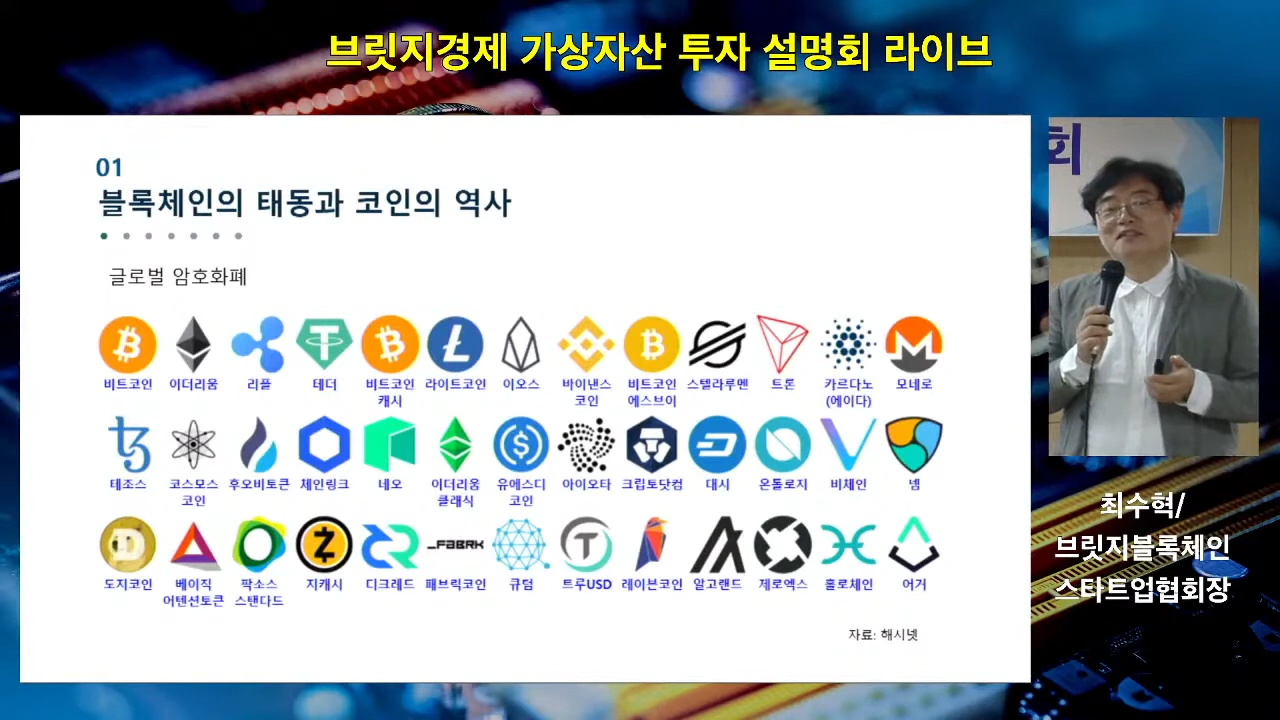 브릿지경제 가상자산 투자 설명회 라이브
회
01
블록체인의 태동과 코인의 역사
글로벌 암호화폐
비트코인 이더리움 리플 테더 비트코인 캐시 라이트코인 이오스 바이낸스 코인 비트코인 에스브이 스텔라루멘 트론 카르다노 (에이다) 모네로
테조스 코스모스 코인 후오비토큰 체인링크 네오 이더리움 클래식 유에스디 코인 아이오타 크립토닷컴 대시 온톨로지 비체인 넴
_FABRK
도지코인 베이직 어텐션토큰 팍소스 스탠다드 지캐시 디크레드 패브릭코인 큐텀 트루USD 레이븐코인 알고랜드 제로엑스 홀로체인 어거
자료: 해시넷
최수혁/
브릿지블록체인
스타트업협회장